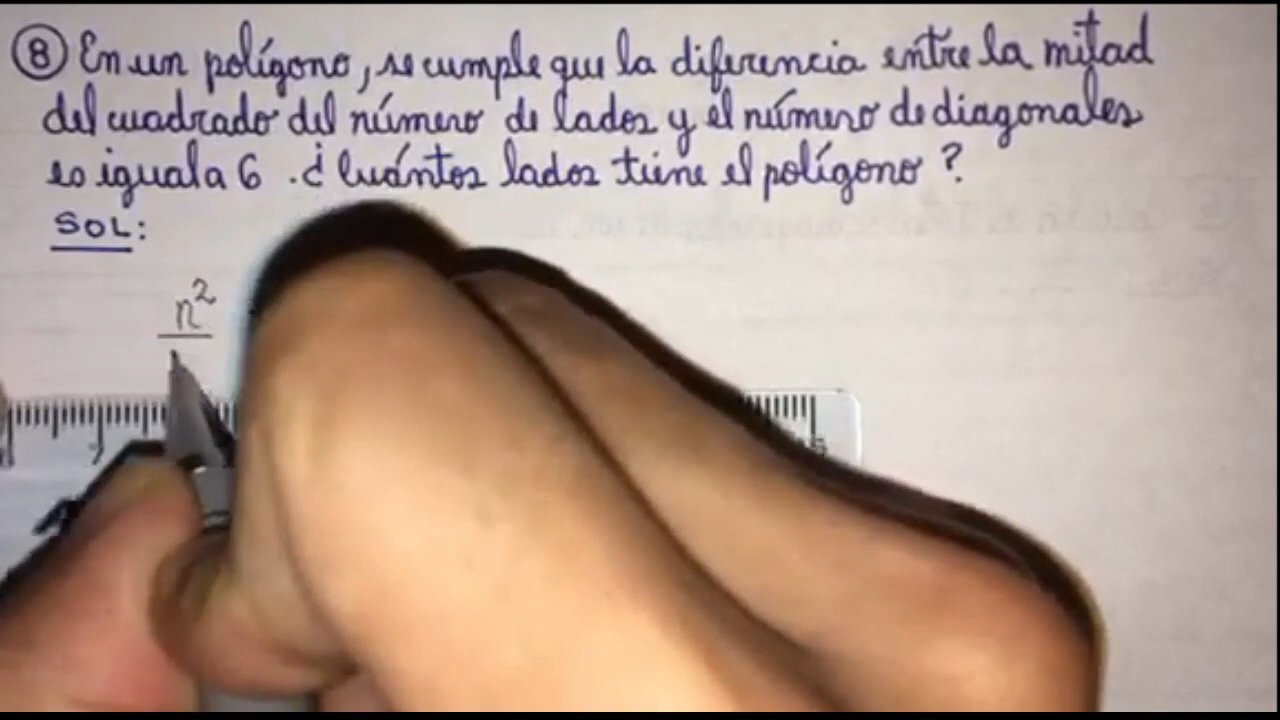 ⑧ En un polígono, se cumple que la diferencia entre la mitad
del cuadrado del número de lados y el número de diagonales
es igual a 6. ¿Cuántos lados tiene el polígono?
SOL:
n²